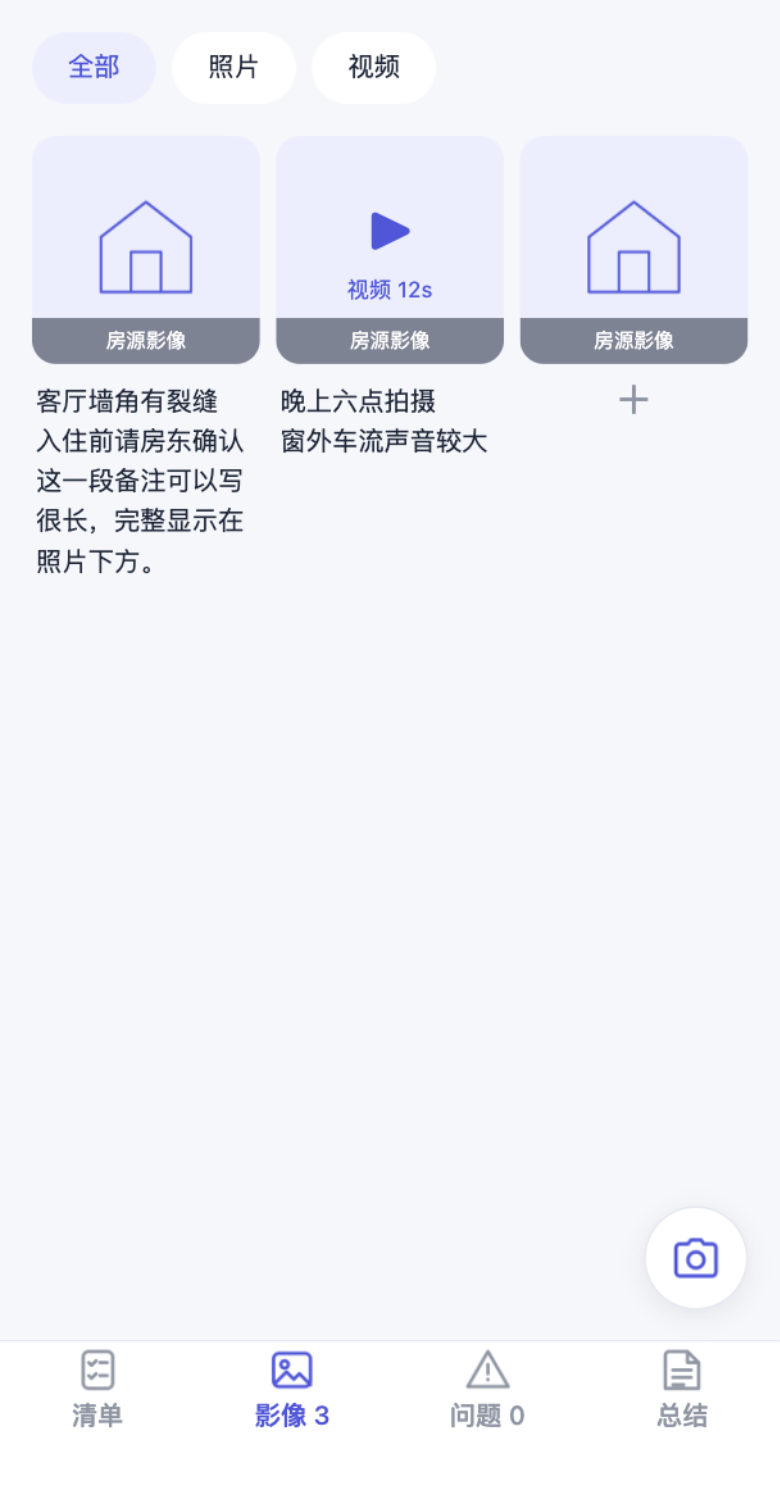 全部 照片 视频
视频 12s
房源影像 房源影像 房源影像
客厅墙角有裂缝
入住前请房东确认
这一段备注可以写
很长，完整显示在
照片下方。
晚上六点拍摄
窗外车流声音较大
清单 影像 3 问题 0 总结